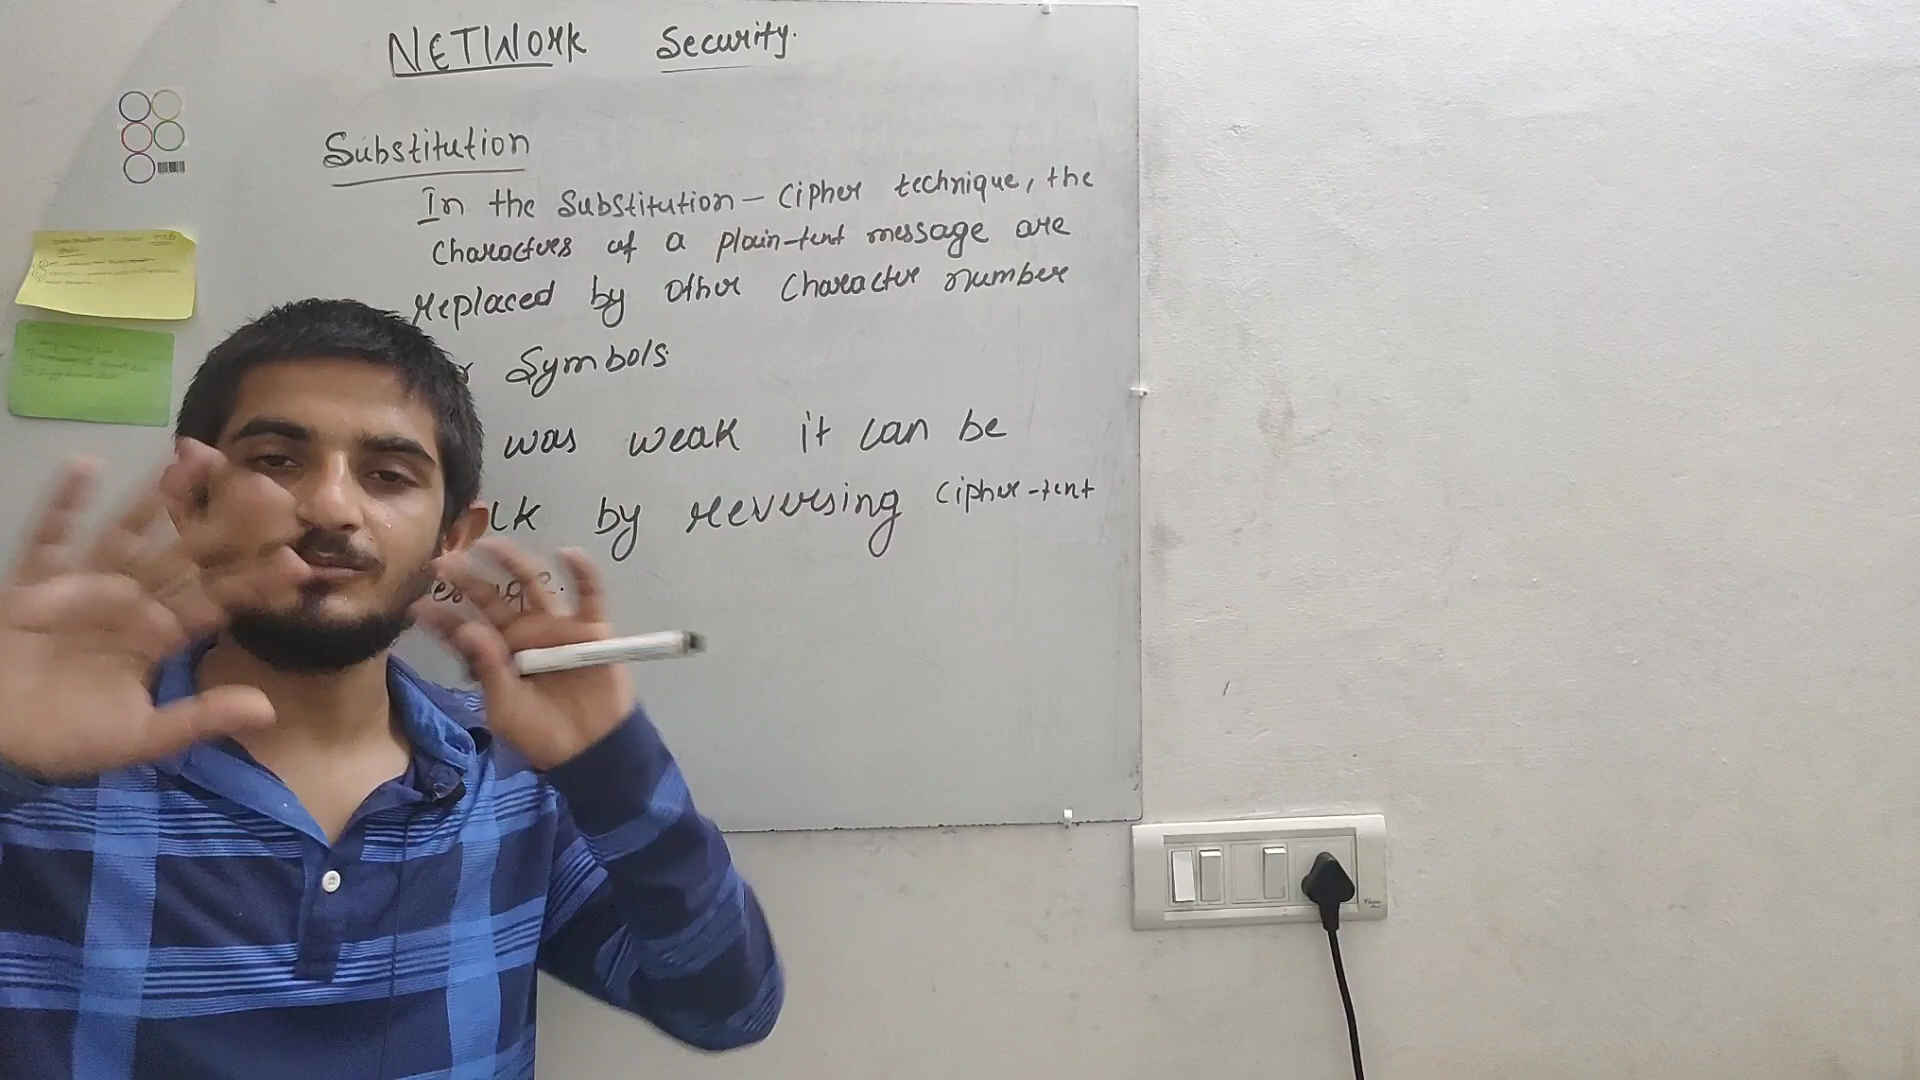 NETWork Security.
Substitution
In the Substitution - Cipher technique, the
Characters of a plain-text message are
replaced by other Character number
Symbols.
was weak it can be
by reversing Cipher-text